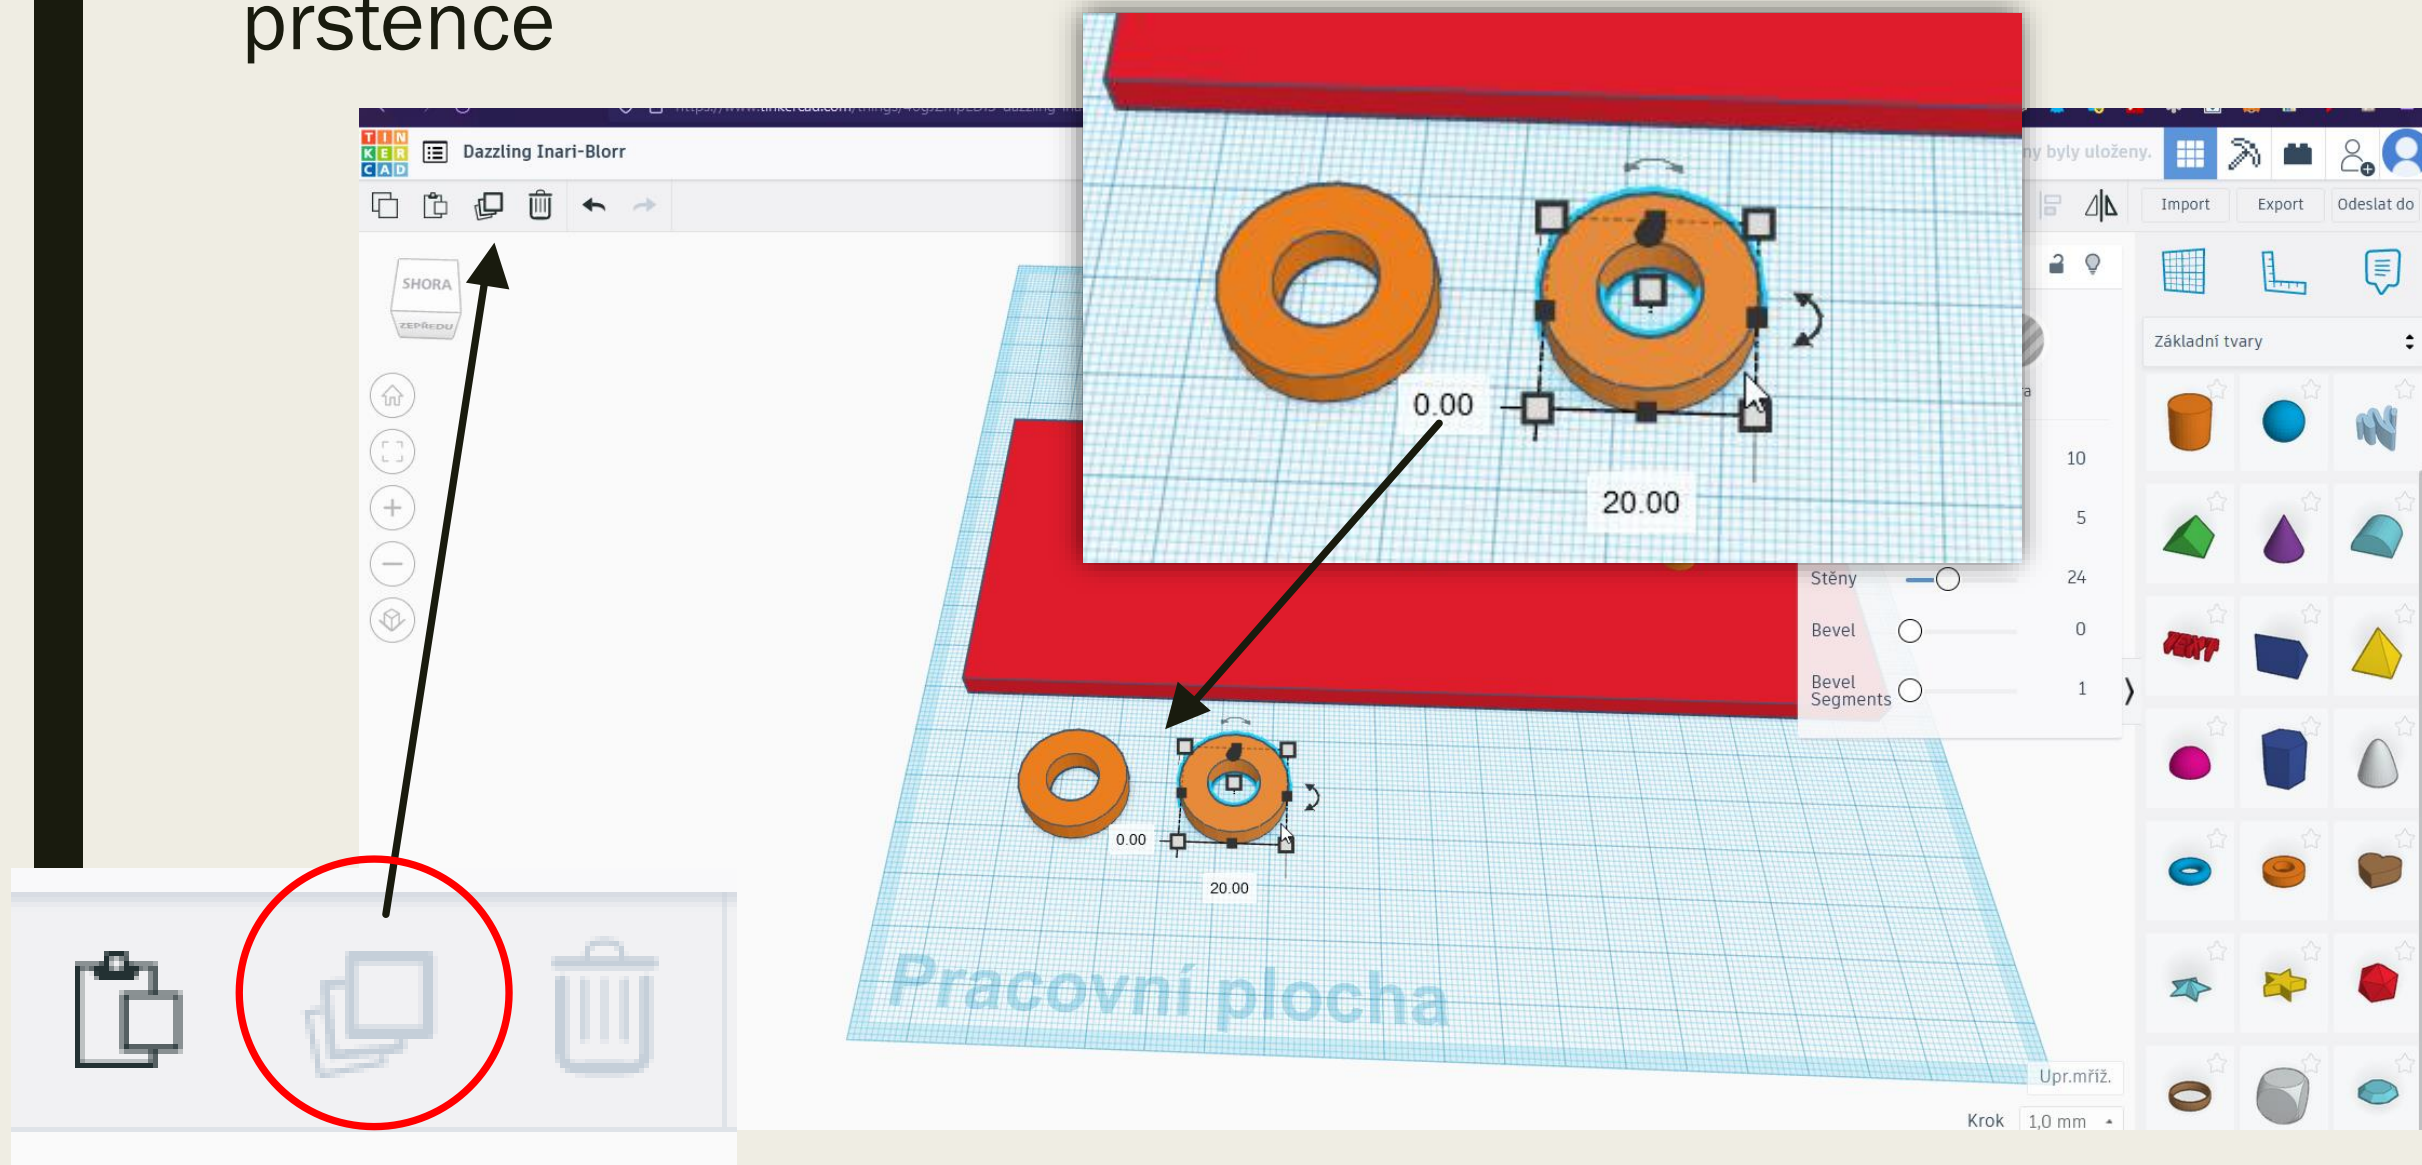 prstence
TIN
KER
CAD
Dazzling Inari-Blorr
ny byly uloženy.
Import
Export
Odeslat do
SHORA
ZEPŘEDU
Základní tvary
0.00
20.00
10
5
Stěny
24
Bevel
0
Bevel
Segments
1
TEXT
0.00
20.00
Pracovní plocha
Upr.mříž.
Krok
1,0 mm